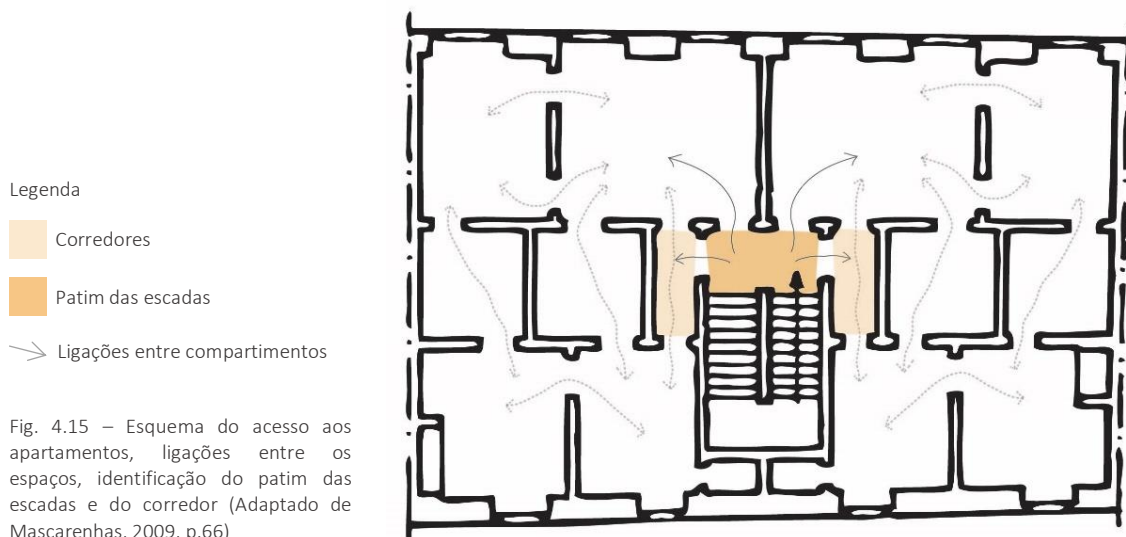 Legenda
Corredores
Patim das escadas
Ligações entre compartimentos
Fig. 4.15 – Esquema do acesso aos
apartamentos, ligações entre os
espaços, identificação do patim das
escadas e do corredor (Adaptado de
Mascarenhas, 2009, p.66)